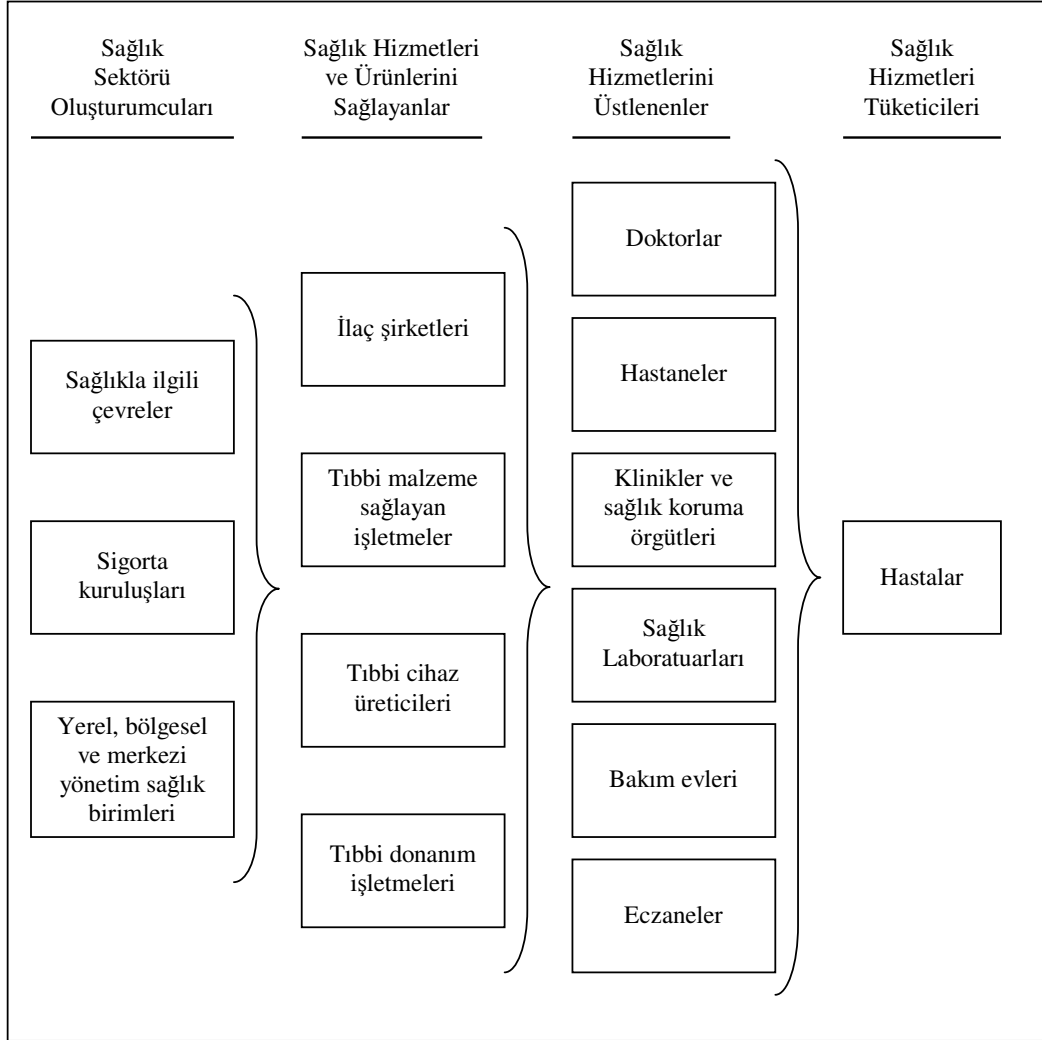 Sağlık
Sektörü
Oluşturumcuları
Sağlık Hizmetleri
ve Ürünlerini
Sağlayanlar
Sağlık
Hizmetlerini
Üstlenenler
Sağlık
Hizmetleri
Tüketicileri
Sağlıkla ilgili
çevreler
Sigorta
kuruluşları
Yerel, bölgesel
ve merkezi
yönetim sağlık
birimleri
İlaç şirketleri
Tıbbi malzeme
sağlayan
işletmeler
Tıbbi cihaz
üreticileri
Tıbbi donanım
işletmeleri
Doktorlar
Hastaneler
Klinikler ve
sağlık koruma
örgütleri
Sağlık
Laboratuarları
Bakım evleri
Eczaneler
Hastalar